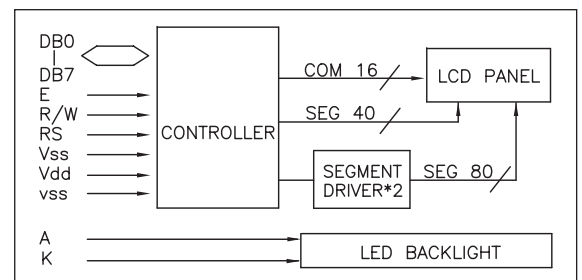 DB0
|
DB7
E
R/W
RS
Vss
Vdd
vss
CONTROLLER
COM 16
SEG 40
LCD PANEL
SEGMENT
DRIVER*2
SEG 80
A
K
LED BACKLIGHT